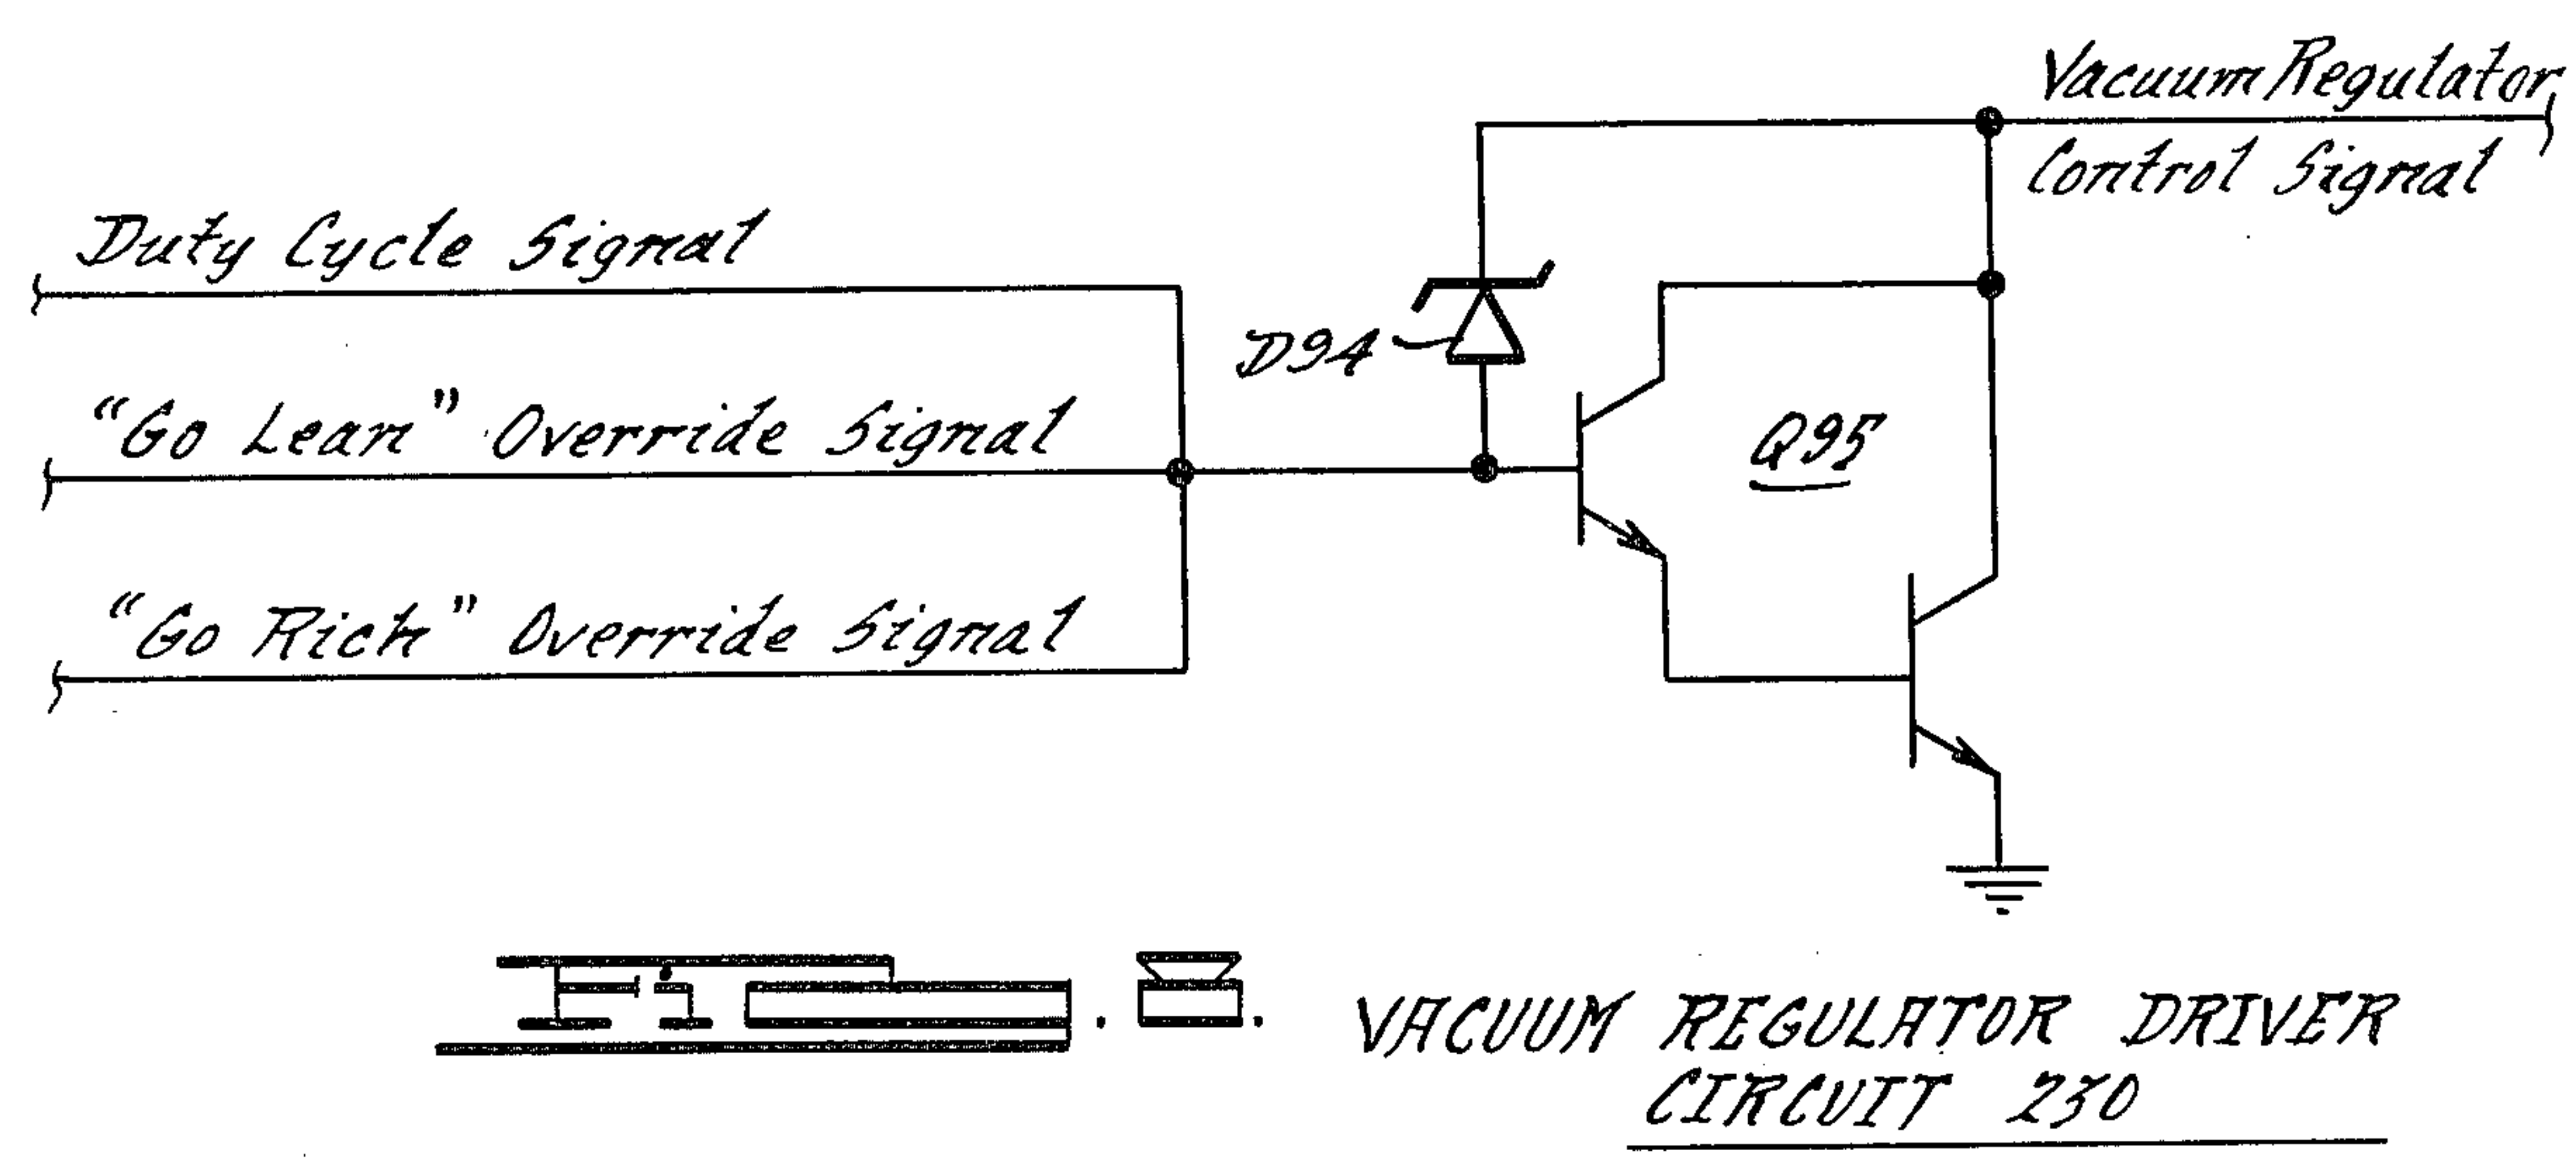 Vacuum Regulator
Control Signal
Duty Cycle Signal
D94
"Go Lean" Override Signal
Q95
"Go Rich" Override Signal
VACUUM REGULATOR DRIVER
CIRCUIT 230